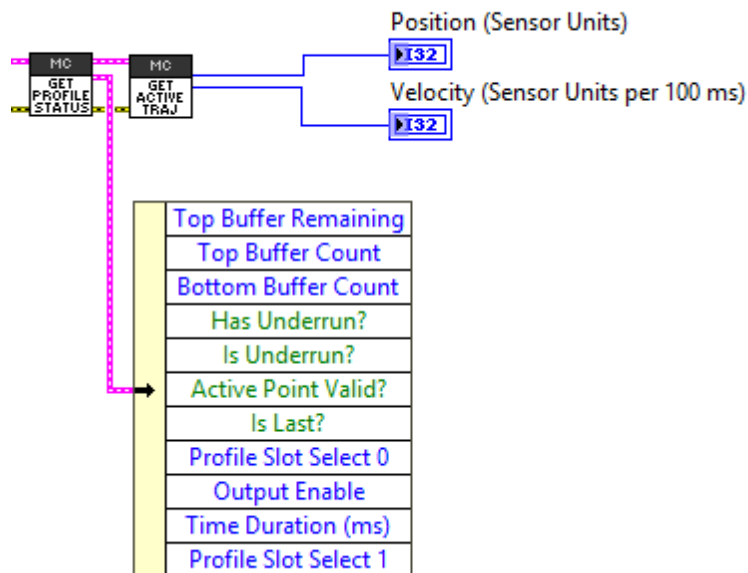 Position (Sensor Units)
I32
MC
GET
PROFILE
STATUS
MC
GET
ACTIVE
TRAJ
Velocity (Sensor Units per 100 ms)
I32
Top Buffer Remaining
Top Buffer Count
Bottom Buffer Count
Has Underrun?
Is Underrun?
Active Point Valid?
Is Last?
Profile Slot Select 0
Output Enable
Time Duration (ms)
Profile Slot Select 1